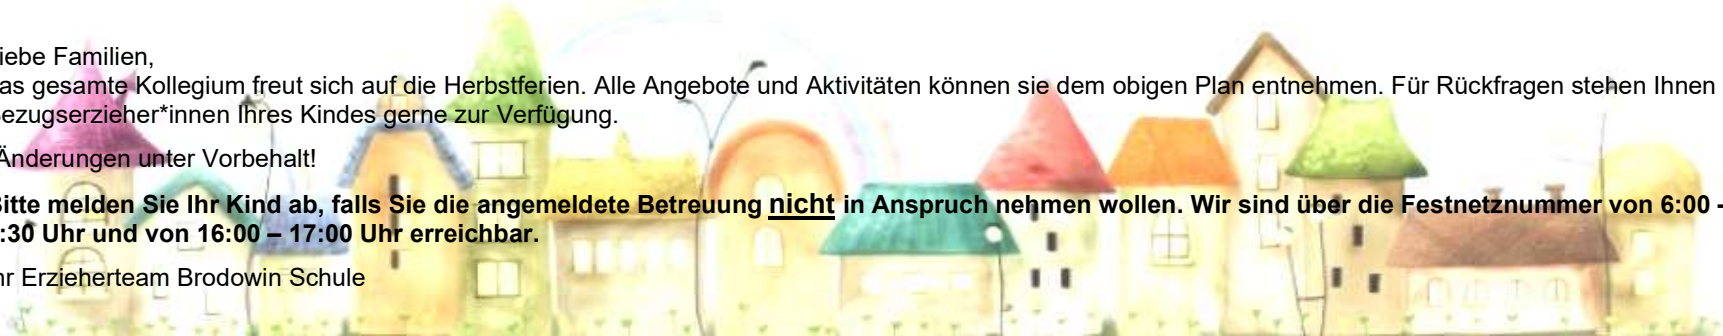 iebe Familien,
as gesamte Kollegium freut sich auf die Herbstferien. Alle Angebote und Aktivitäten können sie dem obigen Plan entnehmen. Für Rückfragen stehen Ihnen
ezugserzieher*innen Ihres Kindes gerne zur Verfügung.
Änderungen unter Vorbehalt!
itte melden Sie Ihr Kind ab, falls Sie die angemeldete Betreuung nicht in Anspruch nehmen wollen. Wir sind über die Festnetznummer von 6:00 -
:30 Uhr und von 16:00 – 17:00 Uhr erreichbar.
hr Erzieherteam Brodowin Schule